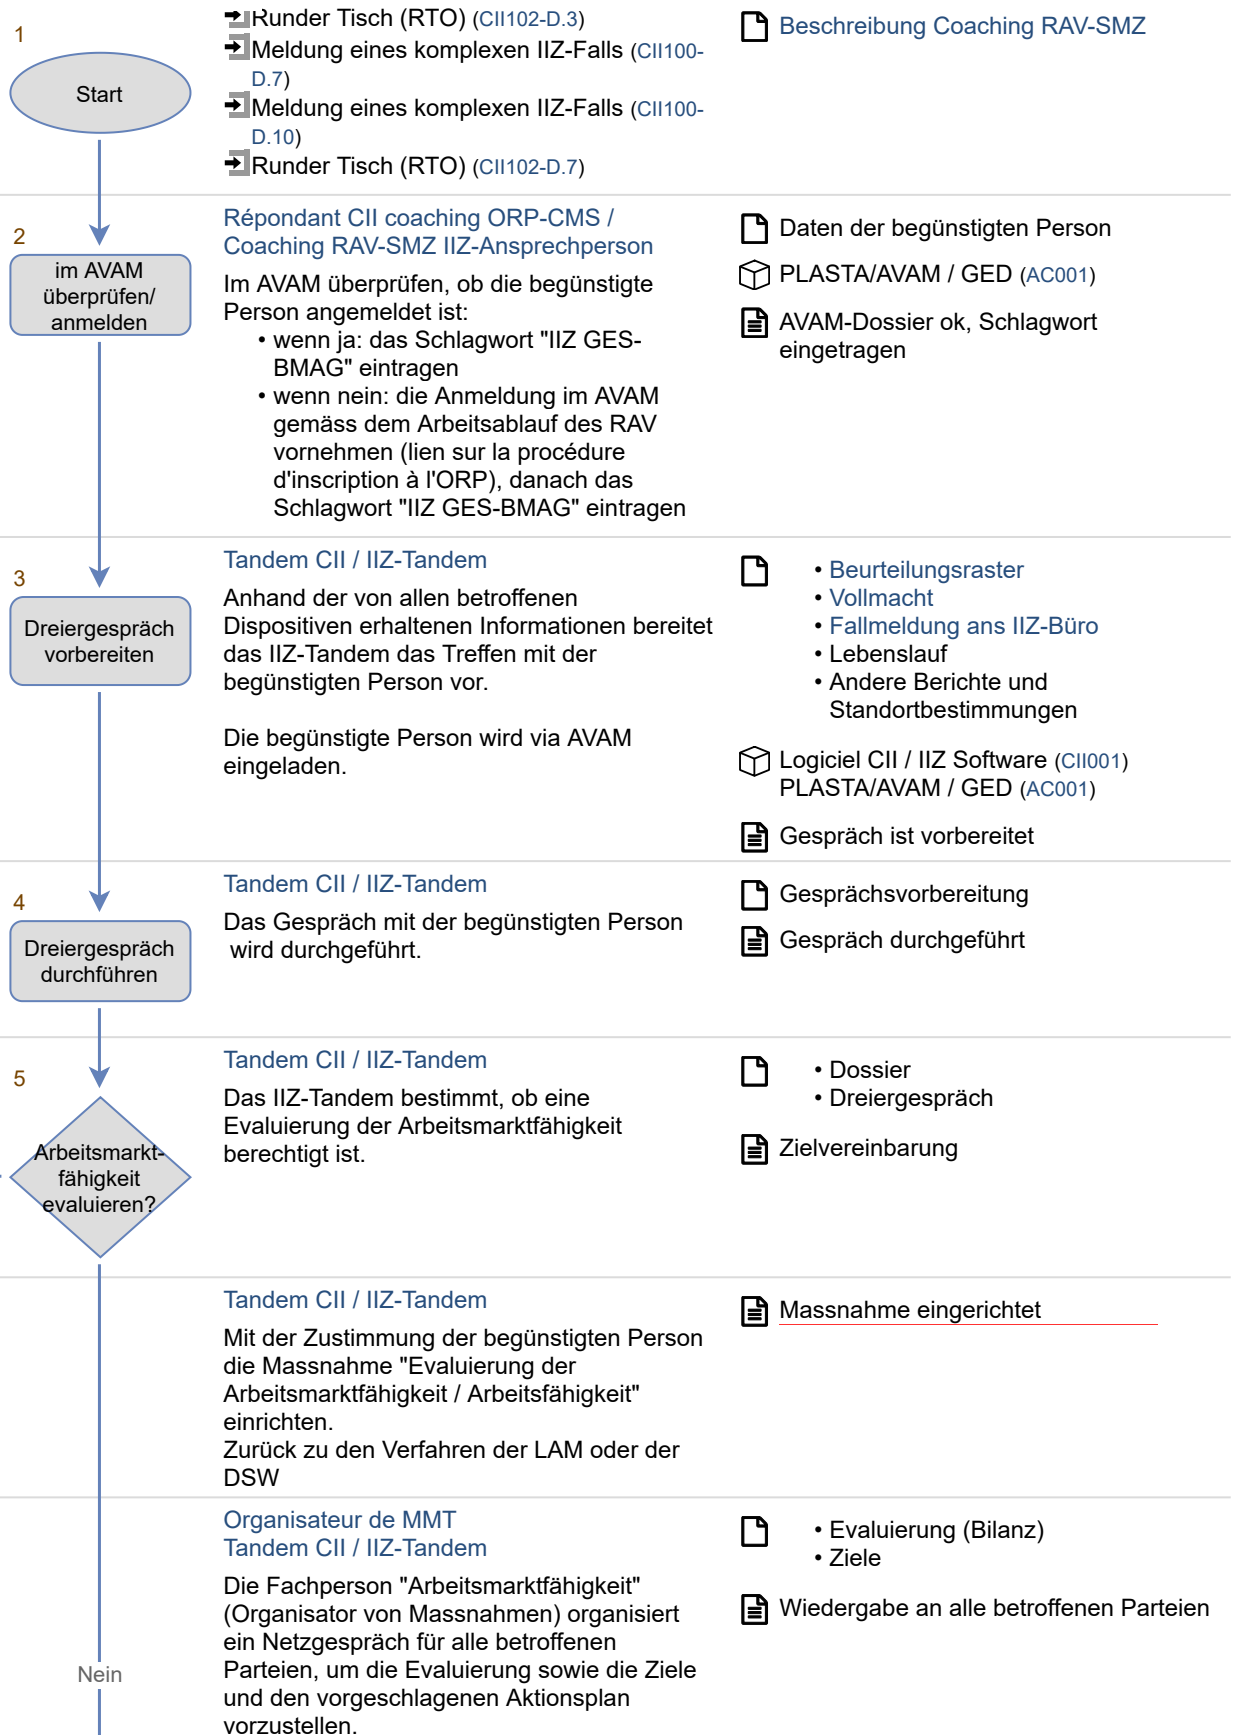 1
Start
Runder Tisch (RTO) (CII102-D.3)
Meldung eines komplexen IIZ-Falls (CII100-
D.7)
Meldung eines komplexen IIZ-Falls (CII100-
D.10)
Runder Tisch (RTO) (CII102-D.7)
Beschreibung Coaching RAV-SMZ
2
im AVAM
überprüfen/
anmelden
Répondant CII coaching ORP-CMS /
Coaching RAV-SMZ IIZ-Ansprechperson
Im AVAM überprüfen, ob die begünstigte
Person angemeldet ist:
• wenn ja: das Schlagwort "IIZ GES-
BMAG" eintragen
• wenn nein: die Anmeldung im AVAM
gemäss dem Arbeitsablauf des RAV
vornehmen (lien sur la procédure
d'inscription à l'ORP), danach das
Schlagwort "IIZ GES-BMAG" eintragen
Daten der begünstigten Person
PLASTA/AVAM / GED (AC001)
AVAM-Dossier ok, Schlagwort
eingetragen
3
Dreiergespräch
vorbereiten
Tandem CII / IIZ-Tandem
Anhand der von allen betroffenen
Dispositiven erhaltenen Informationen bereitet
das IIZ-Tandem das Treffen mit der
begünstigten Person vor.
Die begünstigte Person wird via AVAM
eingeladen.
• Beurteilungsraster
• Vollmacht
• Fallmeldung ans IIZ-Büro
• Lebenslauf
• Andere Berichte und
Standortbestimmungen
Logiciel CII / IIZ Software (CII001)
PLASTA/AVAM / GED (AC001)
Gespräch ist vorbereitet
4
Dreiergespräch
durchführen
Tandem CII / IIZ-Tandem
Das Gespräch mit der begünstigten Person
wird durchgeführt.
Gesprächsvorbereitung
Gespräch durchgeführt
5
Arbeitsmarkt-
fähigkeit
evaluieren?
Tandem CII / IIZ-Tandem
Das IIZ-Tandem bestimmt, ob eine
Evaluierung der Arbeitsmarktfähigkeit
berechtigt ist.
• Dossier
• Dreiergespräch
Zielvereinbarung
Tandem CII / IIZ-Tandem
Mit der Zustimmung der begünstigten Person
die Massnahme "Evaluierung der
Arbeitsmarktfähigkeit / Arbeitsfähigkeit"
einrichten.
Zurück zu den Verfahren der LAM oder der
DSW
Massnahme eingerichtet
Nein
Organisateur de MMT
Tandem CII / IIZ-Tandem
Die Fachperson "Arbeitsmarktfähigkeit"
(Organisator von Massnahmen) organisiert
ein Netzgespräch für alle betroffenen
Parteien, um die Evaluierung sowie die Ziele
und den vorgeschlagenen Aktionsplan
vorzustellen.
• Evaluierung (Bilanz)
• Ziele
Wiedergabe an alle betroffenen Parteien